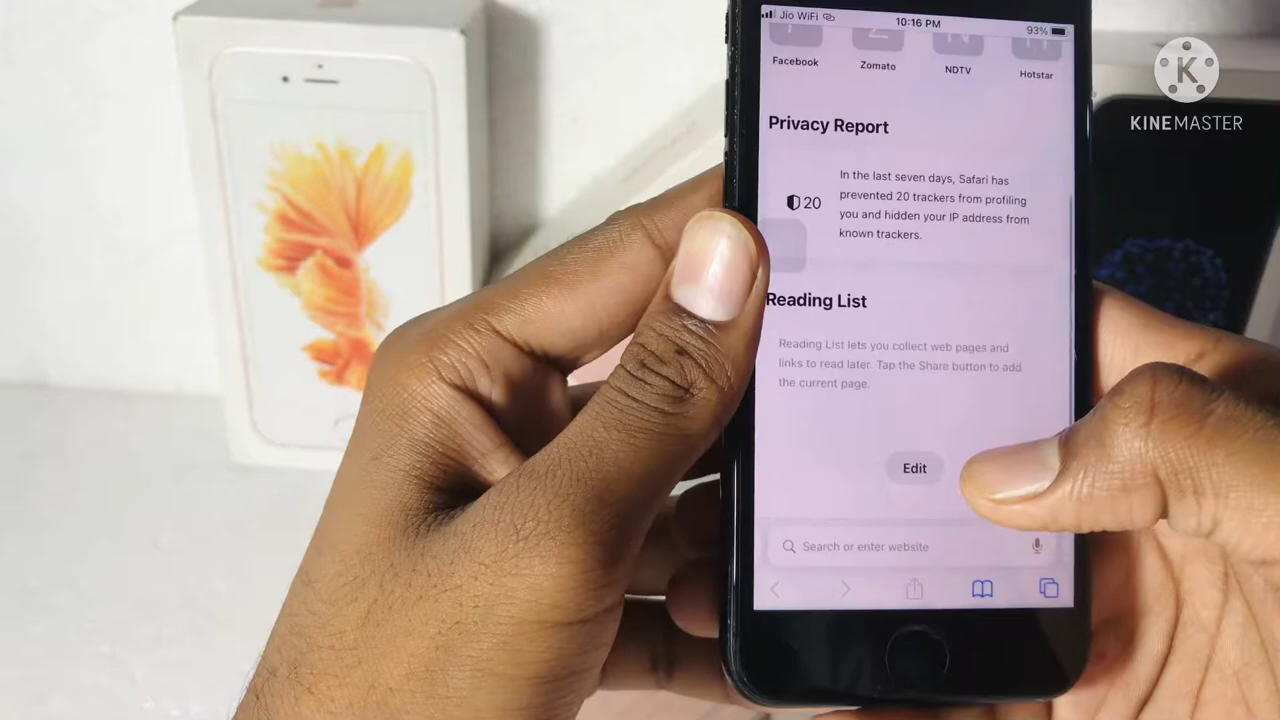 Jio WiFi
10:16 PM
93%
Facebook
Zomato
NDTV
Hotstar
Privacy Report
20
In the last seven days, Safari has
prevented 20 trackers from profiling
you and hidden your IP address from
known trackers.
Reading List
Reading List lets you collect web pages and
links to read later. Tap the Share button to add
the current page.
Edit
Search or enter website
K
KINEMASTER